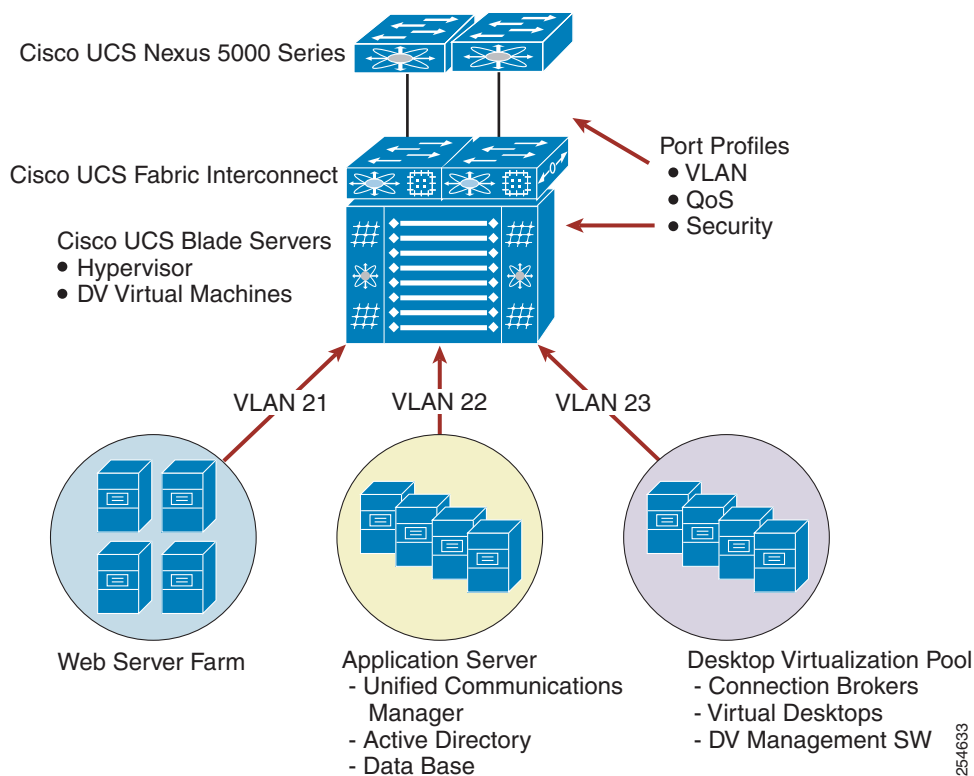 Cisco UCS Nexus 5000 Series
Cisco UCS Fabric Interconnect
Port Profiles
• VLAN
• QoS
• Security
Cisco UCS Blade Servers
• Hypervisor
• DV Virtual Machines
VLAN 21
VLAN 22
VLAN 23
Web Server Farm
Application Server
- Unified Communications
Manager
- Active Directory
- Data Base
Desktop Virtualization Pool
- Connection Brokers
- Virtual Desktops
- DV Management SW
254633